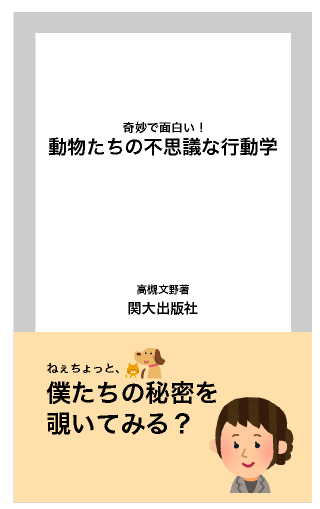 奇妙で面白い！
動物たちの不思議な行動学
高槻文野著
関大出版社
ねぇちょっと、
僕たちの秘密を
覗いてみる？